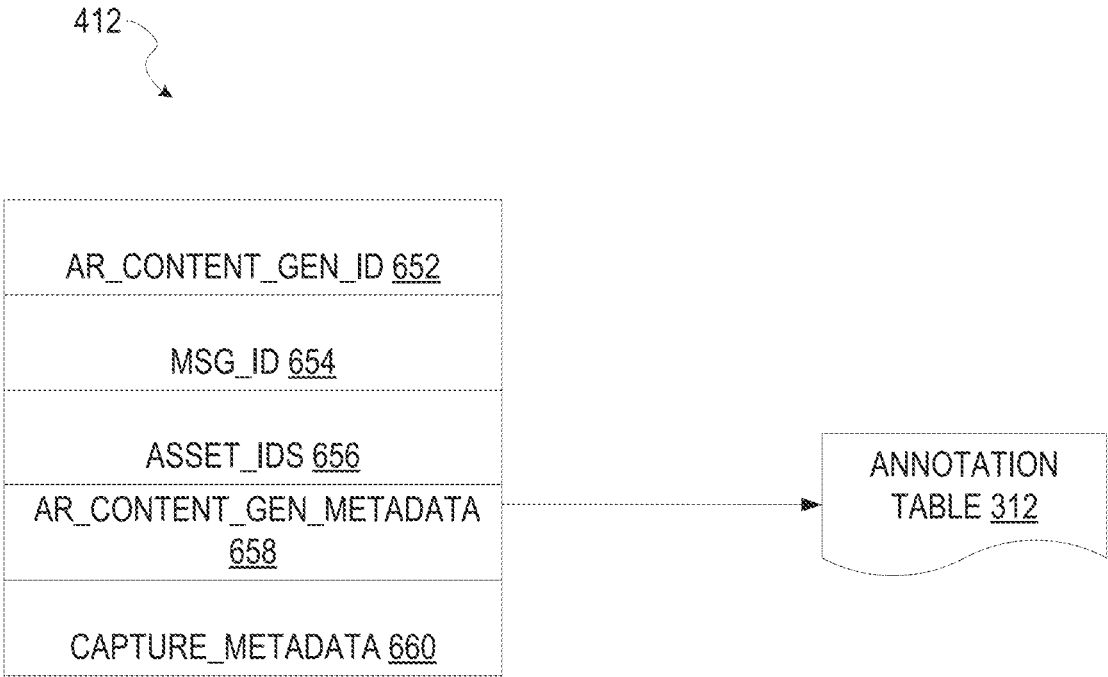 412
AR_CONTENT_GEN_ID 652
MSG_ID 654
ASSET_IDS 656
AR_CONTENT_GEN_METADATA
658
CAPTURE_METADATA 660
ANNOTATION
TABLE 312